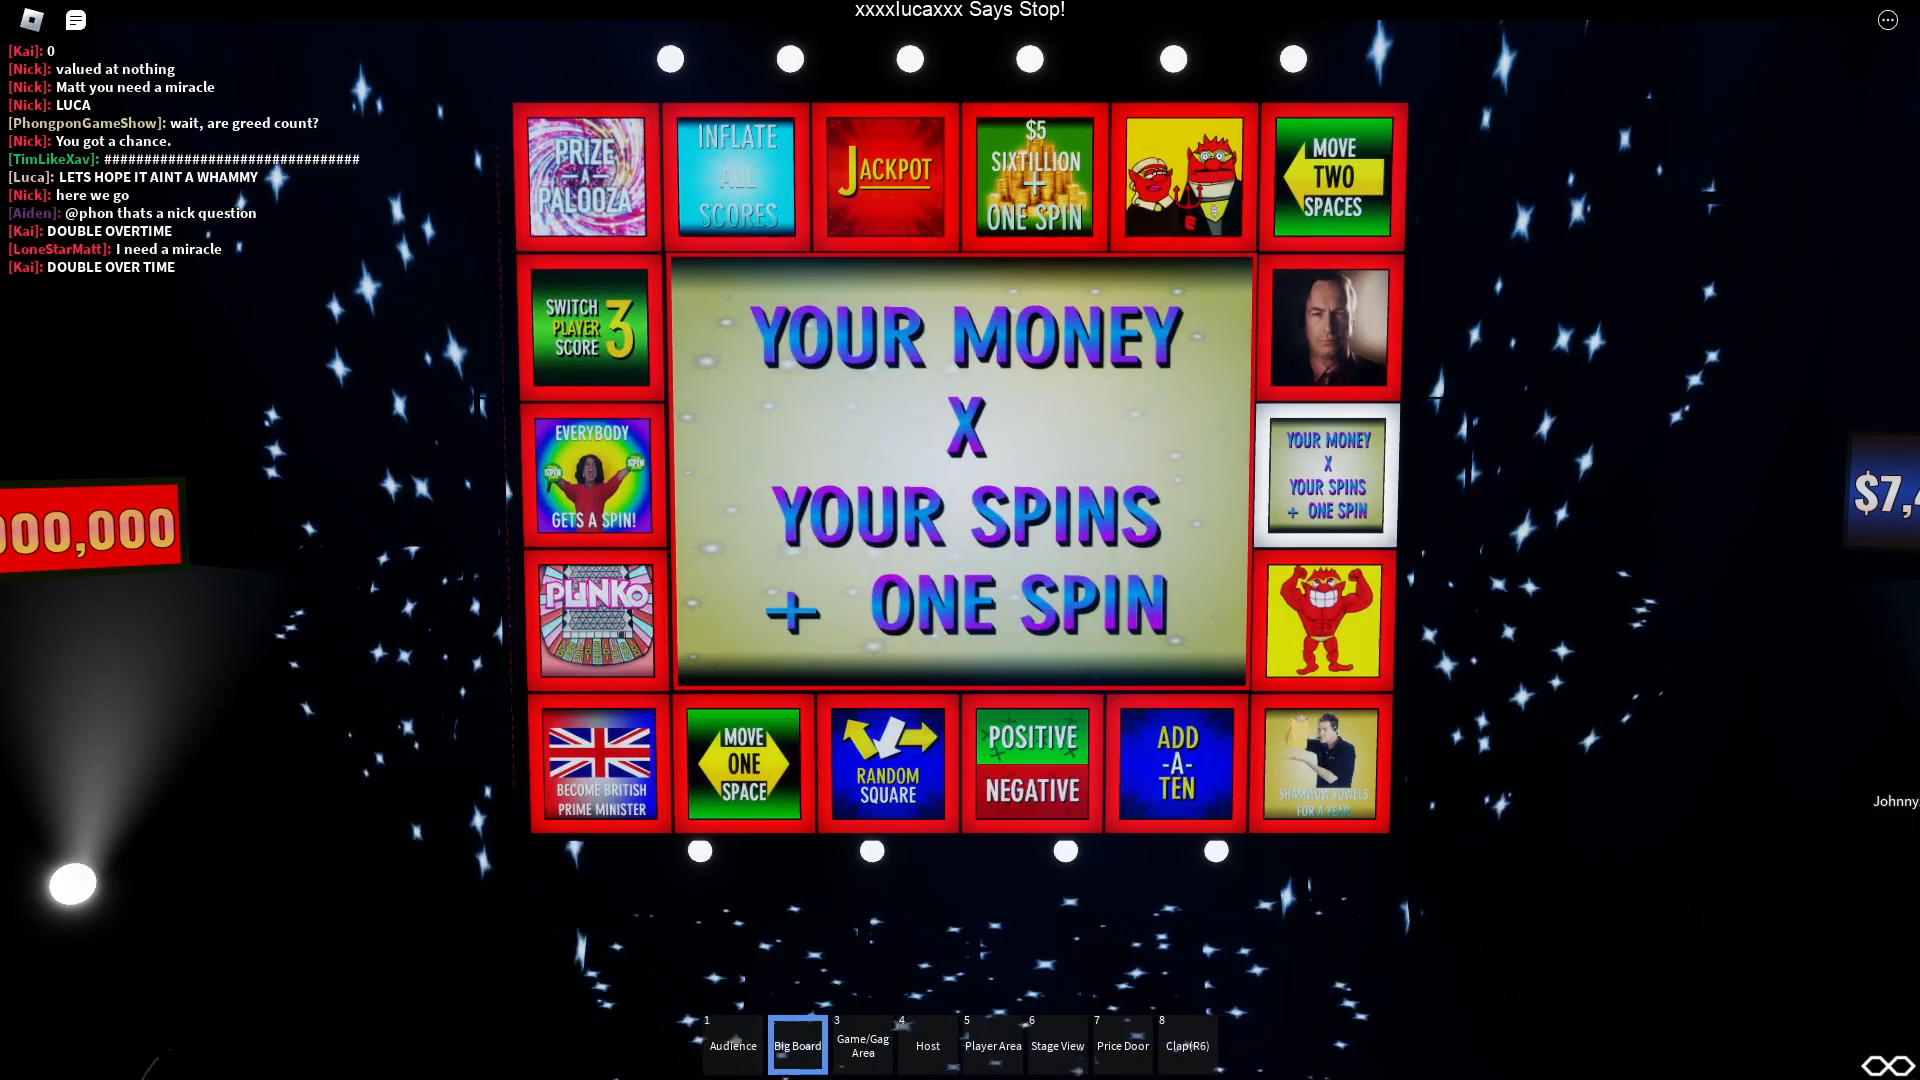 xxxxlucaxxx Says Stop!
[Kai]: 0
[Nick]: valued at nothing
[Nick]: Matt you need a miracle
[Nick]: LUCA
[PhongponGameShow]: wait, are greed count?
[Nick]: You got a chance.
[TimLikeXav]: ################################
[Luca]: LETS HOPE IT AINT A WHAMMY
[Nick]: here we go
[Aiden]: @phon thats a nick question
[Kai]: DOUBLE OVERTIME
[LoneStarMatt]: I need a miracle
[Kai]: DOUBLE OVER TIME
PRIZE
-A-
PALOOZA
INFLATE
ALL
SCORES
JACKPOT
$5
SIXTILLION
+
ONE SPIN
MOVE
TWO
SPACES
SWITCH
PLAYER 3
SCORE
YOUR MONEY
X
YOUR SPINS
+ ONE SPIN
EVERYBODY
SPIN SPIN
GETS A SPIN!
YOUR MONEY
X
YOUR SPINS
+ ONE SPIN
000,000
$7,4
PLINKO
BECOME BRITISH
PRIME MINISTER
MOVE
ONE
SPACE
RANDOM
SQUARE
POSITIVE
NEGATIVE
ADD
-A-
TEN
SHAMWOW TOWELS
FOR A YEAR
Johnny
1
Audience
Big Board
3
Game/Gag
Area
4
Host
5
Player Area
6
Stage View
7
Price Door
8
Clap(R6)